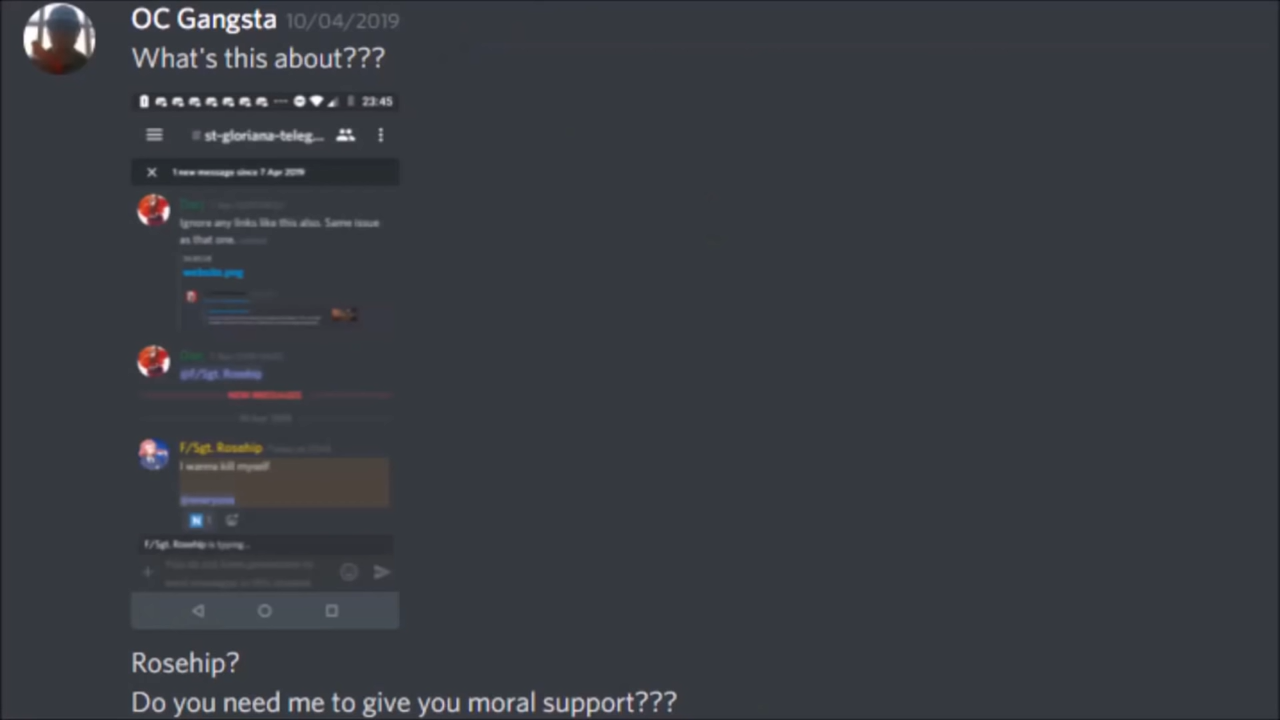 OC Gangsta 10/04/2019
What's this about???
23:45
st-gloriana-teleg...
1 new message since 7 Apr 2019
Ignore any links like this also. Same issue
as that one.
website.png
@F/Sgt. Rosehip
NEW MESSAGES
F/Sgt. Rosehip
I wanna kill myself
@everyone
F/Sgt. Rosehip is typing...
Rosehip?
Do you need me to give you moral support???